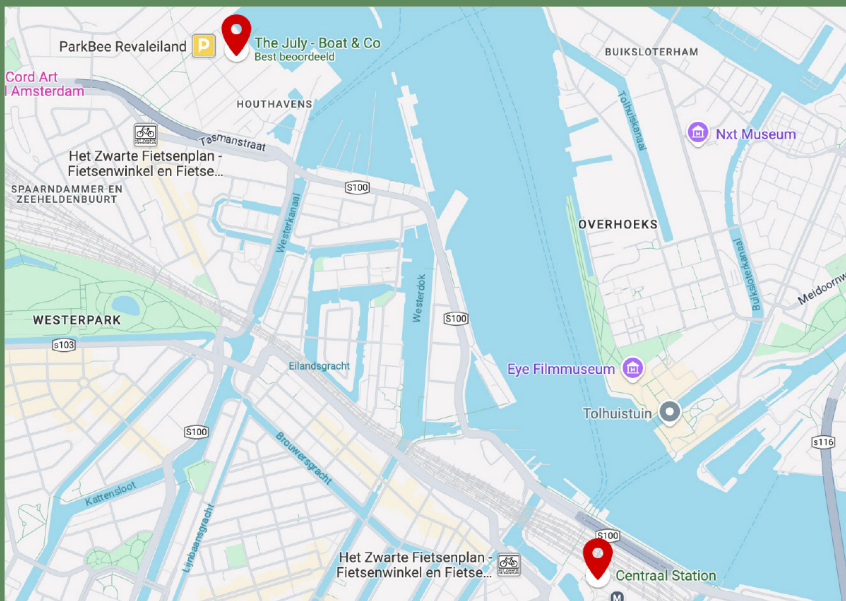 ParkBee Revaleiland
P
The July - Boat & Co
Best beoordeeld
BUIKSLOTERHAM
Cord Art
l Amsterdam
HOUTHAVENS
Tolhuiskanaal
Nxt Museum
Tasmanstraat
Het Zwarte Fietsenplan -
Fietsenwinkel en Fietse...
SPAARNDAMMER EN
ZEEHELDENBUURT
S100
Westerkanaal
OVERHOEKS
Buiksloterkanaal
Meidoornw
Westerdok
WESTERPARK
S100
s103
Eilandsgracht
Eye Filmmuseum
Tolhuistuin
S100
Brouwersgracht
s116
Kattensloot
Lijnbaansgracht
S100
Het Zwarte Fietsenplan -
Fietsenwinkel en Fietse...
Centraal Station
M